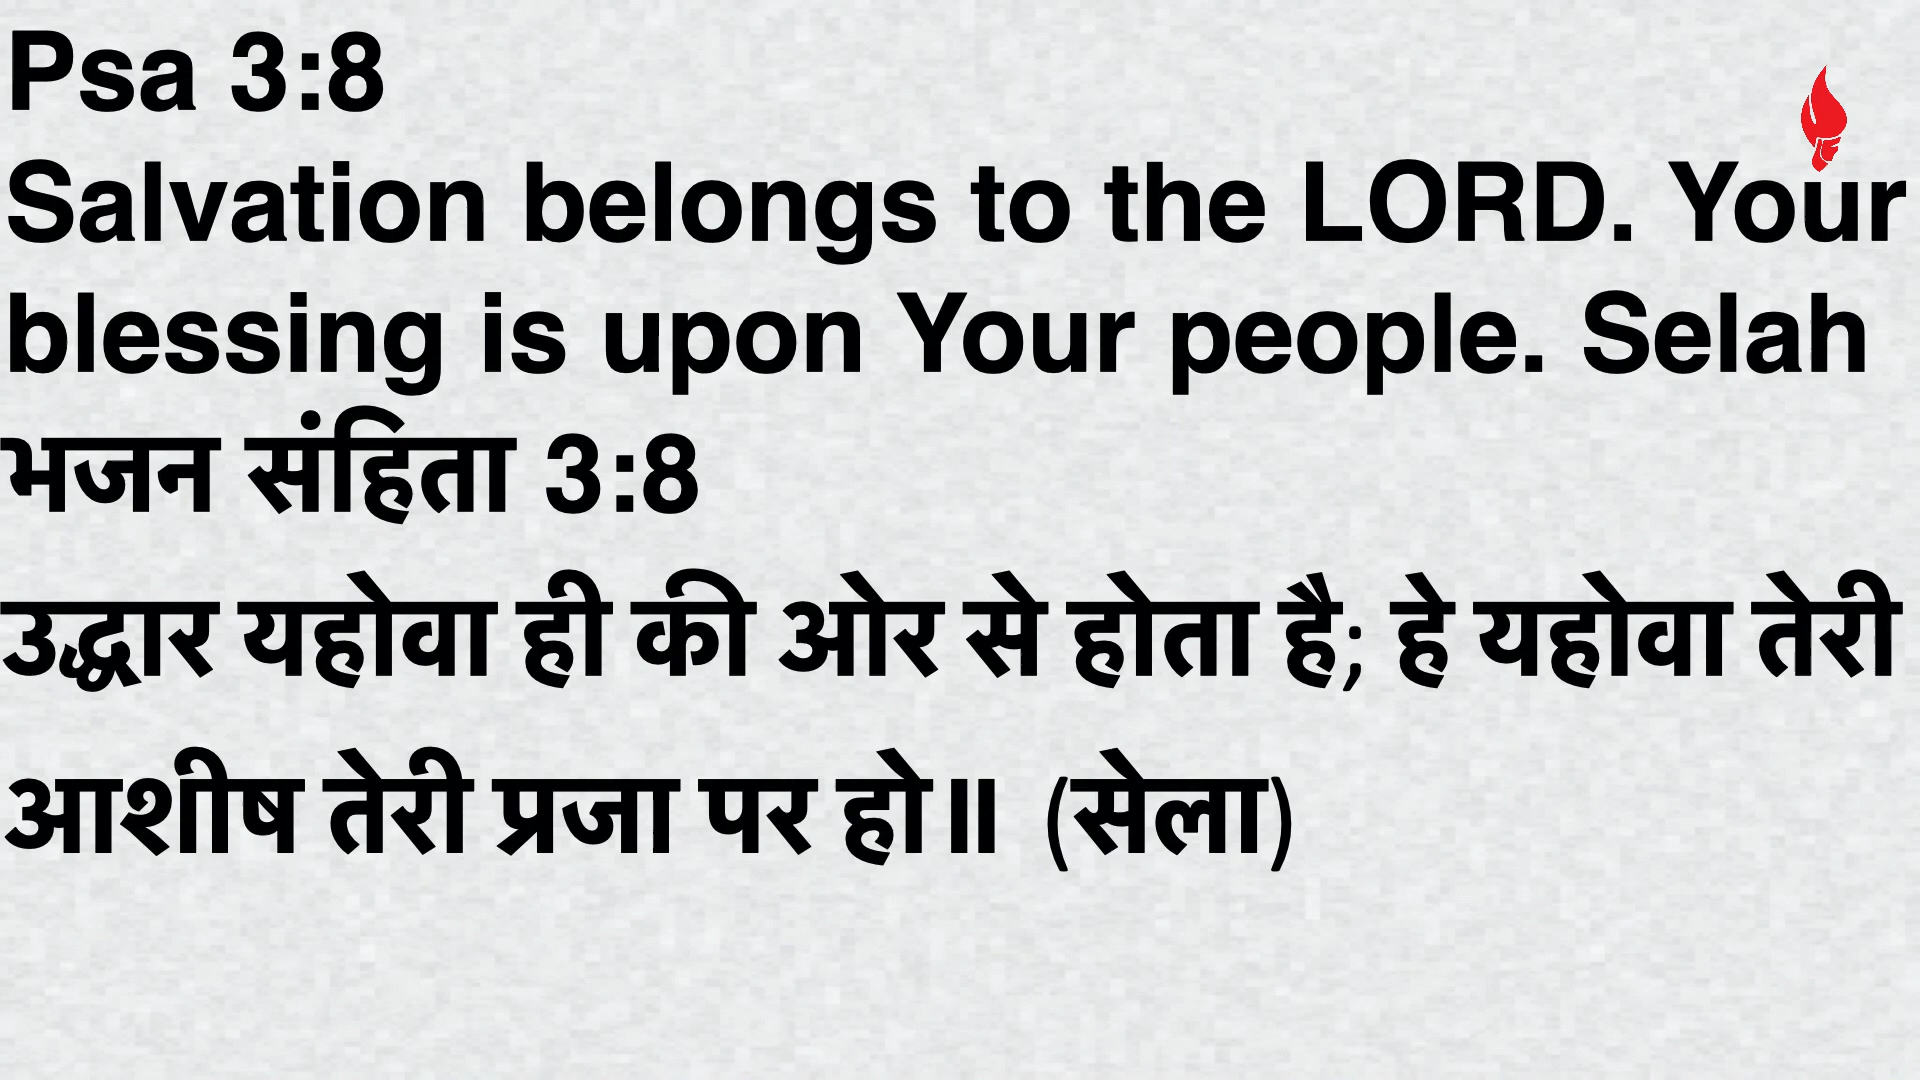 Psa 3:8
Salvation belongs to the LORD. Your
blessing is upon Your people. Selah
भजन संहिता 3:8
उद्धार यहोवा ही की ओर से होता है; हे यहोवा तेरी
आशीष तेरी प्रजा पर हो॥ (सेला)